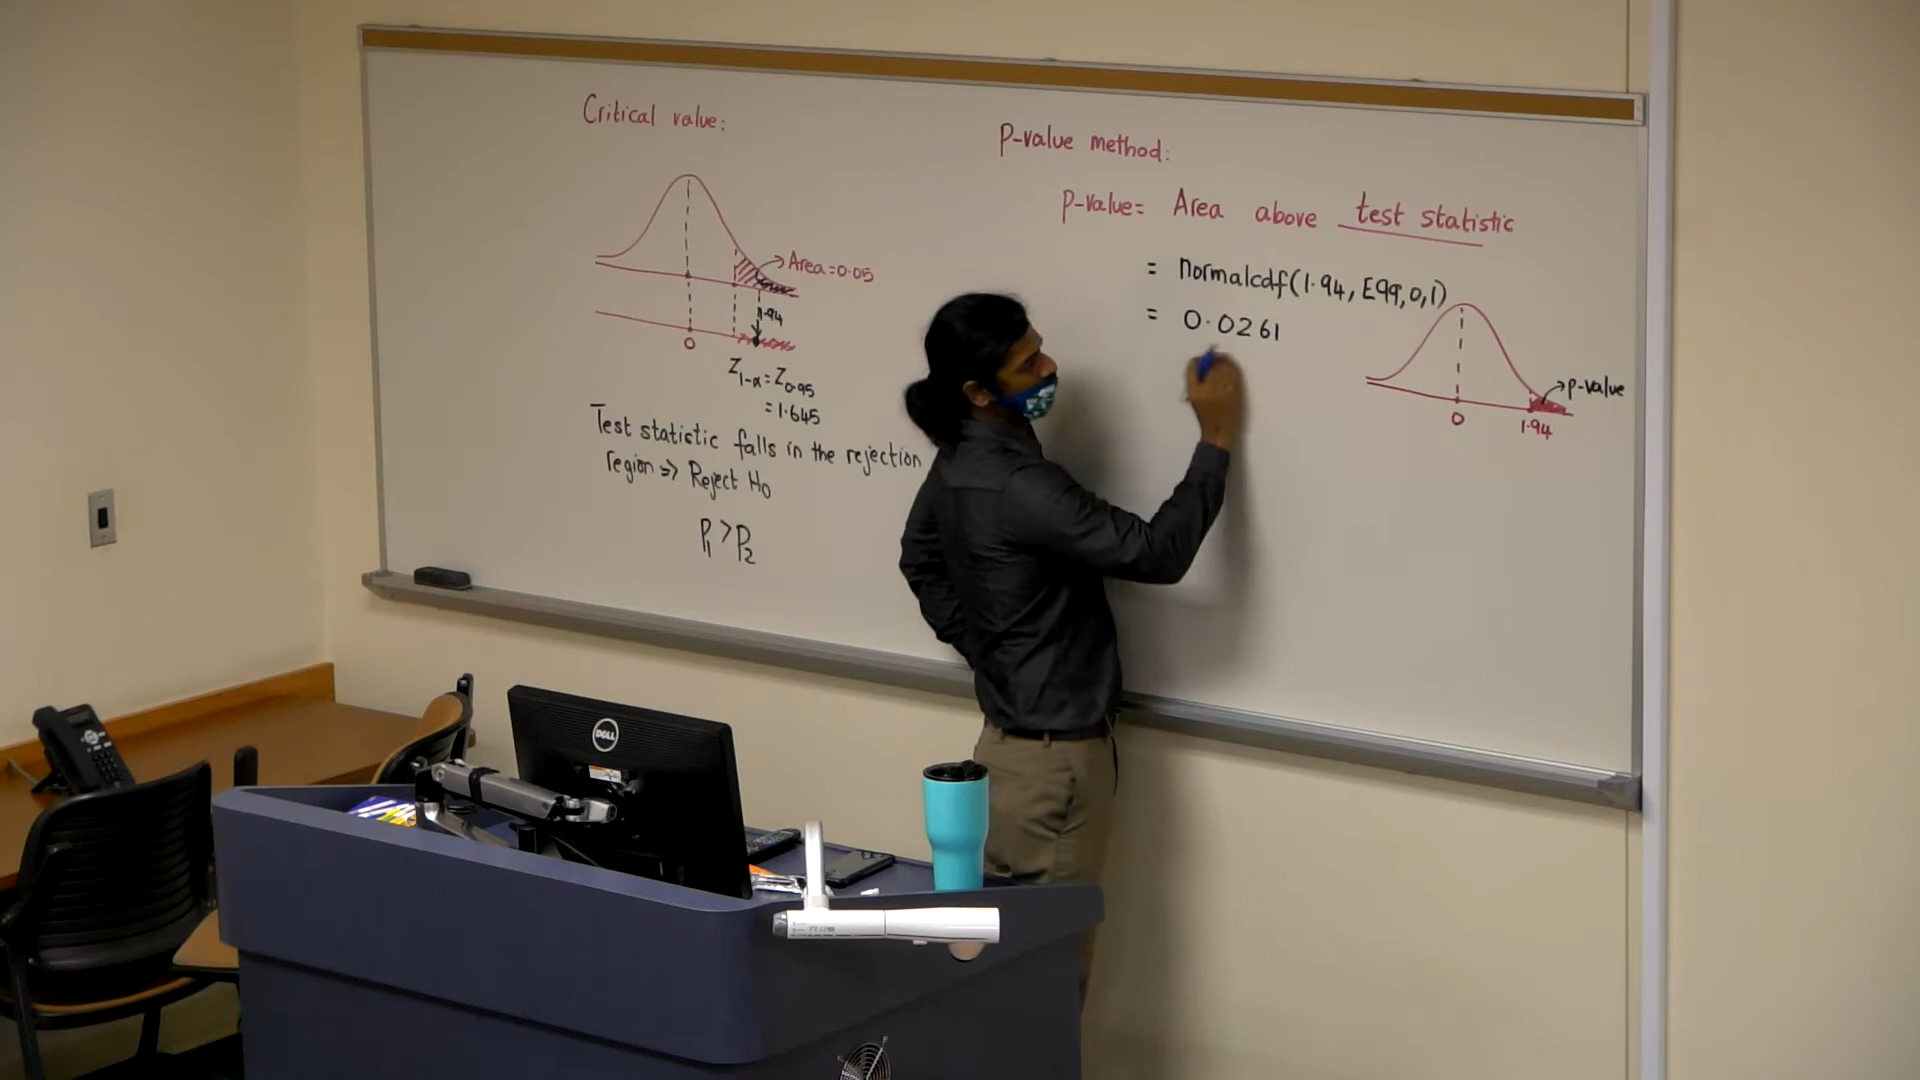 Critical value:
Area=0.05
1.94
0
Z1-α = Z0.95
= 1.645
Test statistic falls in the rejection
region => Reject H0
P1 > P2
P-value method:
P-value= Area above test statistic
= normalcdf(1.94, E99, 0, 1)
= 0.0261
P-value
0
1.94
DELL